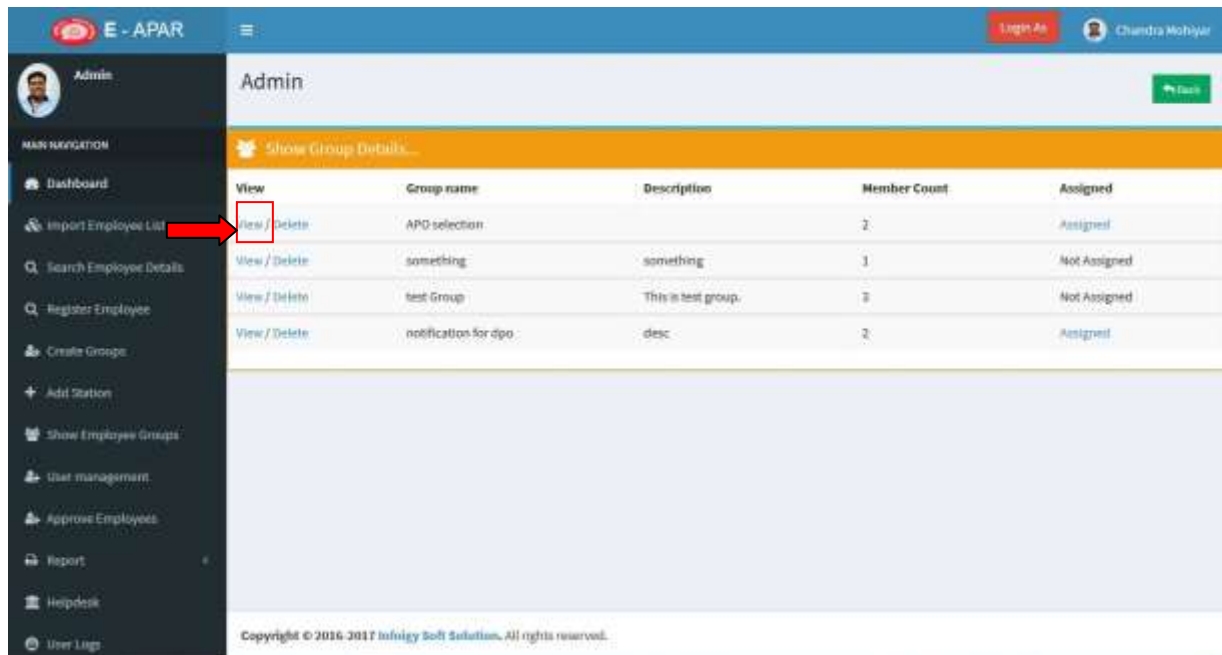 E - APAR
Login As
Chandra Mohiyar
Admin
Admin
Back
MAIN NAVIGATION
Show Group Details...
Dashboard
View Group name Description Member Count Assigned
Import Employee List
View / Delete APO selection 2 Assigned
Search Employee Details
View / Delete something something 1 Not Assigned
Register Employee
View / Delete test Group This is test group. 3 Not Assigned
Create Groups
View / Delete notification for dpo desc 2 Assigned
Add Station
Show Employee Groups
User management
Approve Employees
Report
Helpdesk
User Logs
Copyright © 2016-2017 Infoigy Soft Solution. All rights reserved.